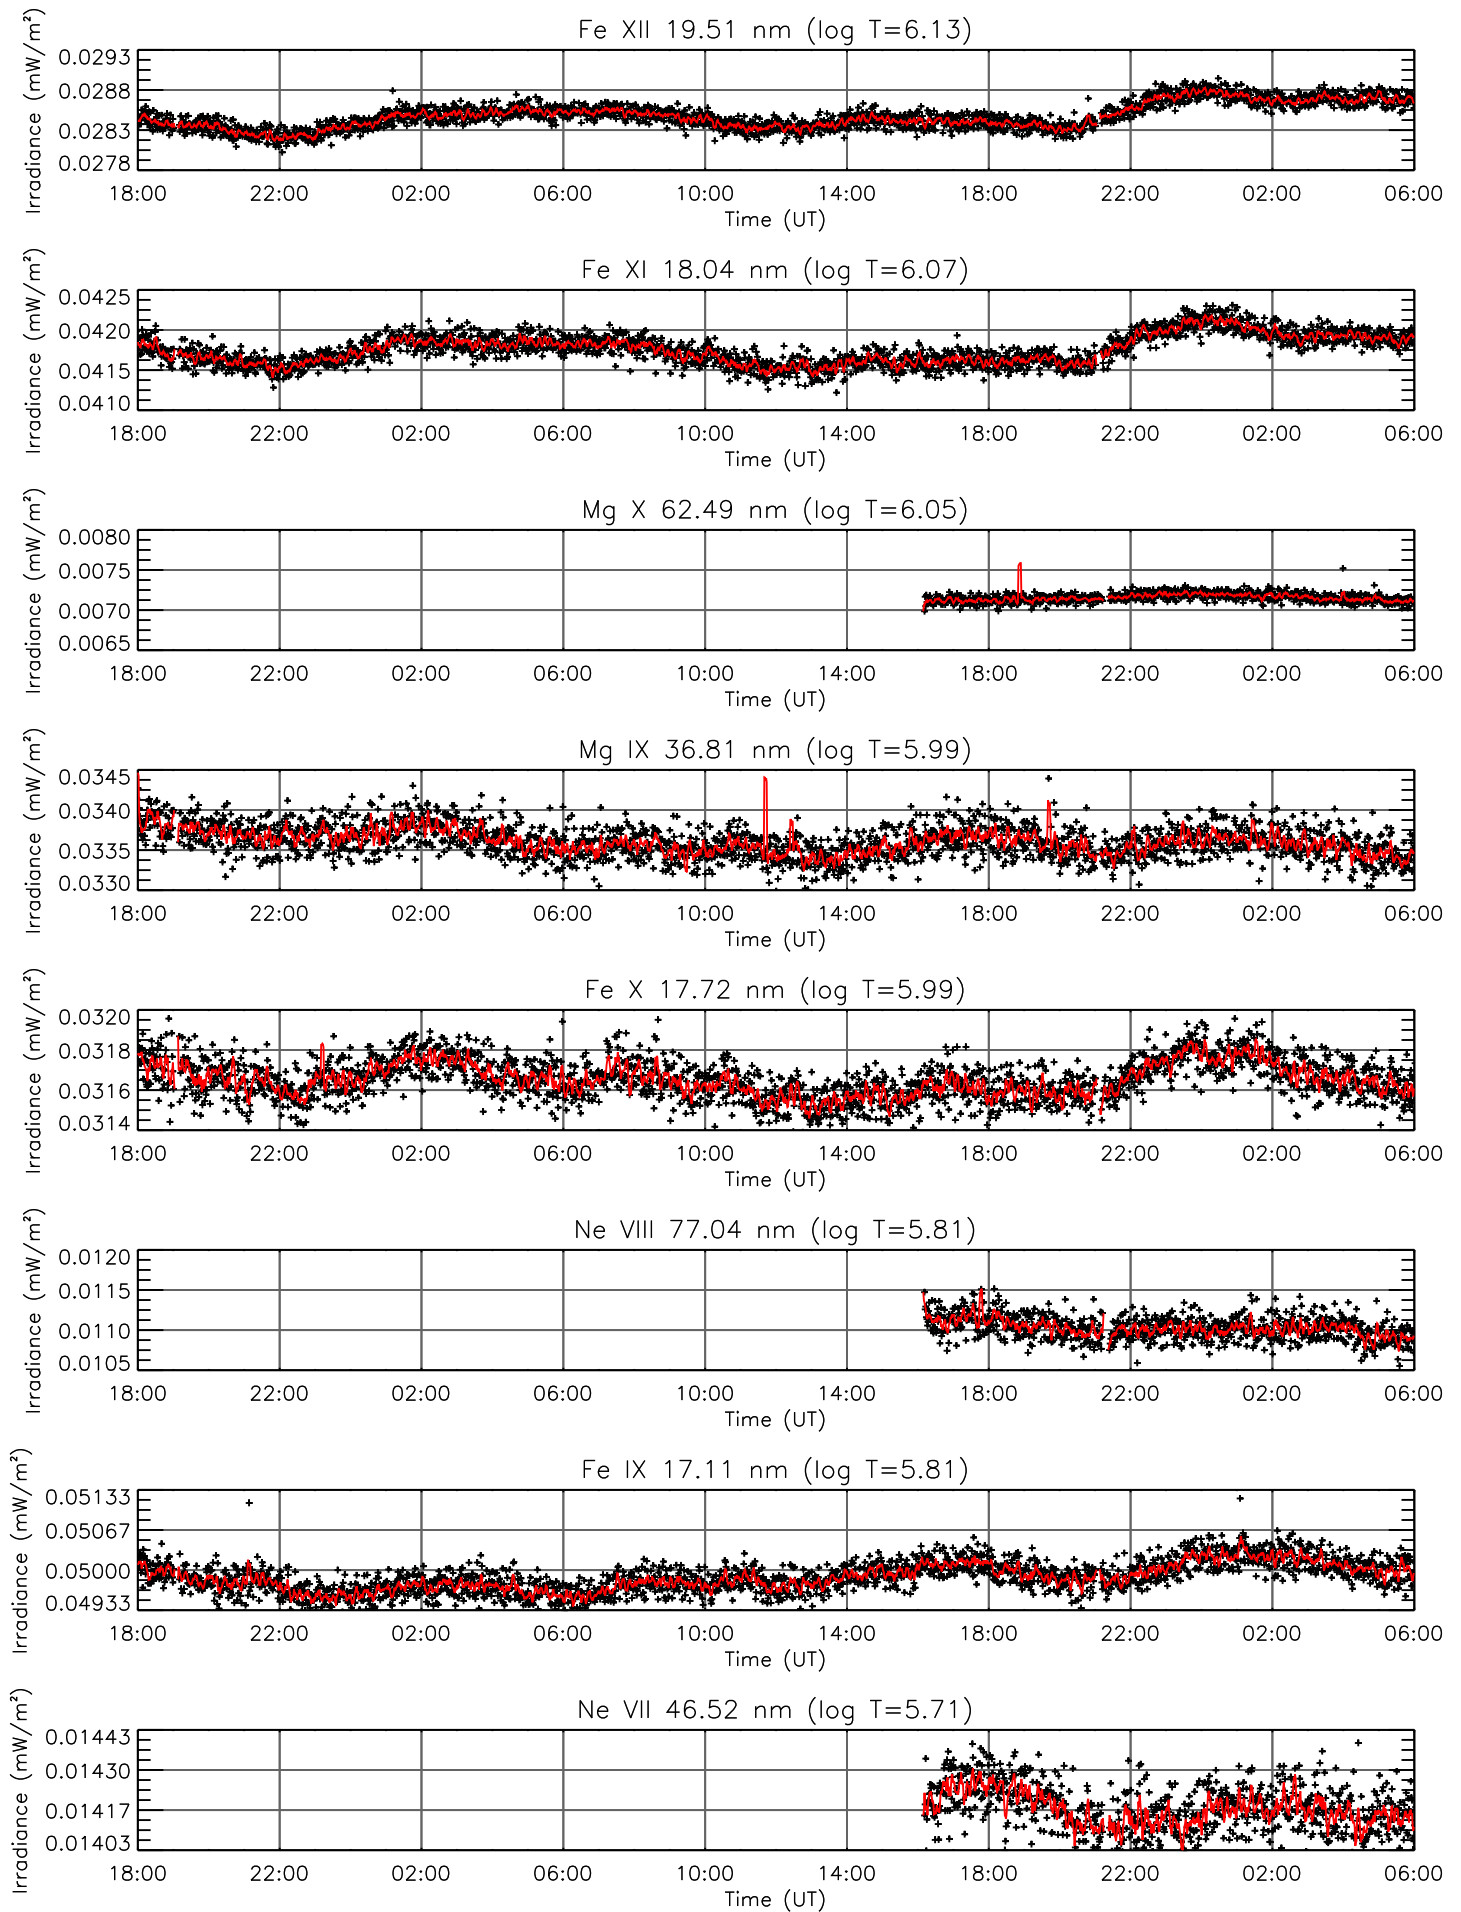 Fe XII 19.51 nm (log T=6.13)
Irradiance (mW/m²)
0.0293
0.0288
0.0283
0.0278
18:00 22:00 02:00 06:00 10:00 14:00 18:00 22:00 02:00 06:00
Time (UT)
Fe XI 18.04 nm (log T=6.07)
Irradiance (mW/m²)
0.0425
0.0420
0.0415
0.0410
18:00 22:00 02:00 06:00 10:00 14:00 18:00 22:00 02:00 06:00
Time (UT)
Mg X 62.49 nm (log T=6.05)
Irradiance (mW/m²)
0.0080
0.0075
0.0070
0.0065
18:00 22:00 02:00 06:00 10:00 14:00 18:00 22:00 02:00 06:00
Time (UT)
Mg IX 36.81 nm (log T=5.99)
Irradiance (mW/m²)
0.0345
0.0340
0.0335
0.0330
18:00 22:00 02:00 06:00 10:00 14:00 18:00 22:00 02:00 06:00
Time (UT)
Fe X 17.72 nm (log T=5.99)
Irradiance (mW/m²)
0.0320
0.0318
0.0316
0.0314
18:00 22:00 02:00 06:00 10:00 14:00 18:00 22:00 02:00 06:00
Time (UT)
Ne VIII 77.04 nm (log T=5.81)
Irradiance (mW/m²)
0.0120
0.0115
0.0110
0.0105
18:00 22:00 02:00 06:00 10:00 14:00 18:00 22:00 02:00 06:00
Time (UT)
Fe IX 17.11 nm (log T=5.81)
Irradiance (mW/m²)
0.05133
0.05067
0.05000
0.04933
18:00 22:00 02:00 06:00 10:00 14:00 18:00 22:00 02:00 06:00
Time (UT)
Ne VII 46.52 nm (log T=5.71)
Irradiance (mW/m²)
0.01443
0.01430
0.01417
0.01403
18:00 22:00 02:00 06:00 10:00 14:00 18:00 22:00 02:00 06:00
Time (UT)